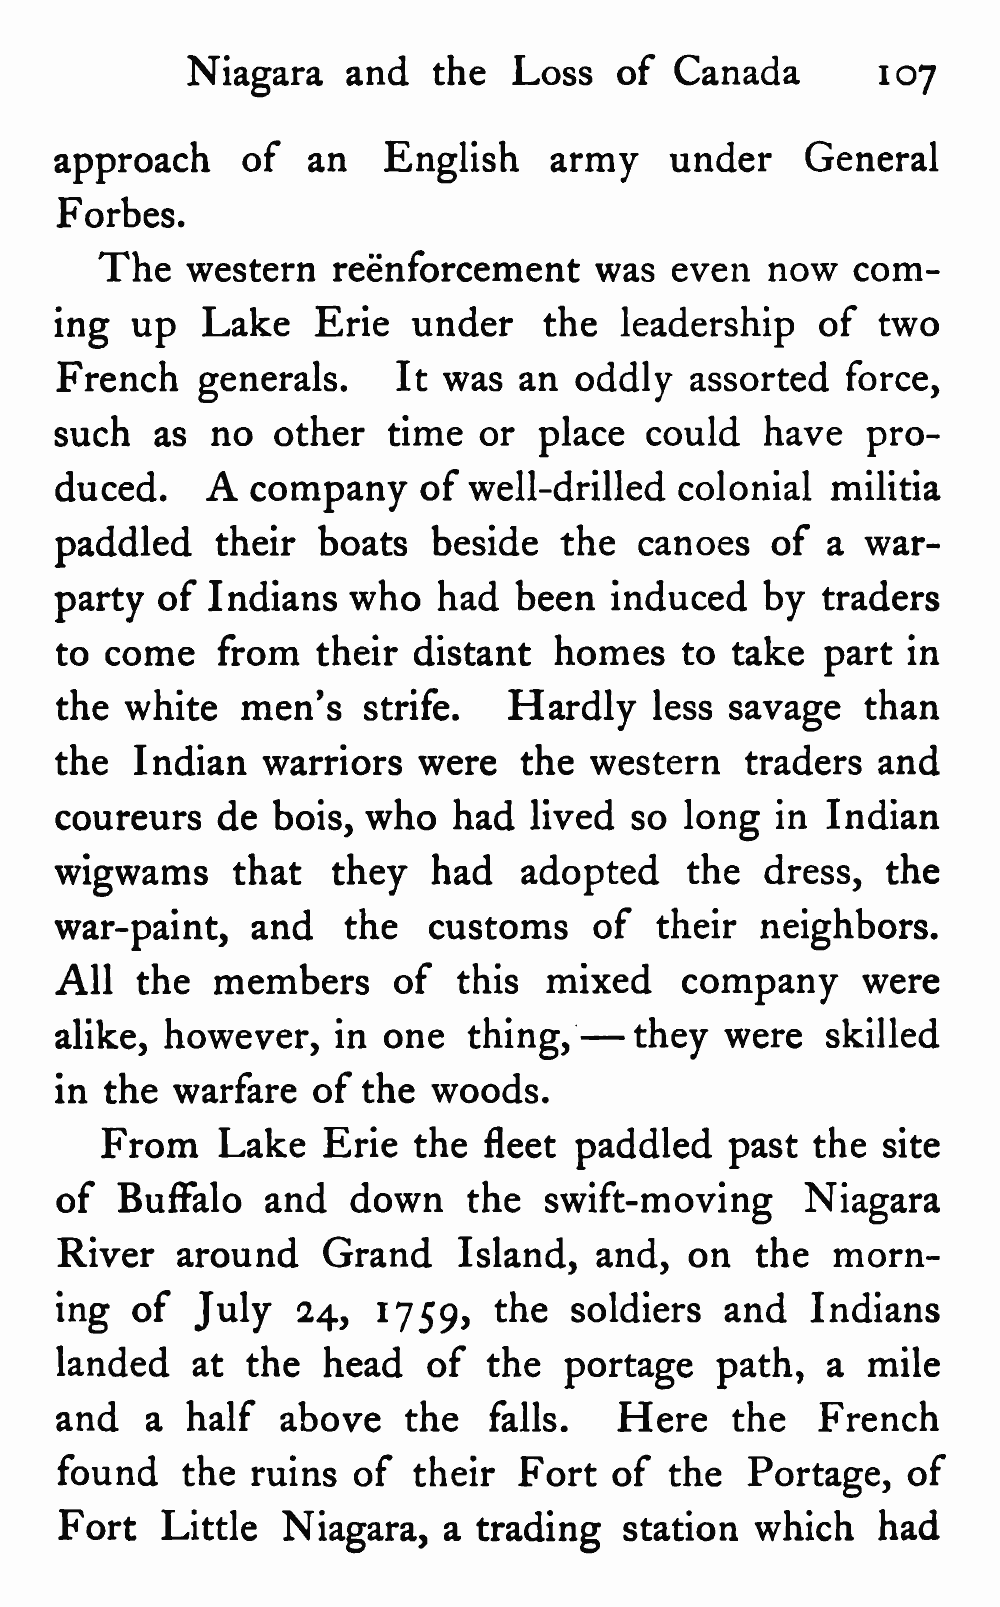 Niagara and the Loss of Canada 107
approach of an English army under General
Forbes.
The western reënforcement was even now com-
ing up Lake Erie under the leadership of two
French generals. It was an oddly assorted force,
such as no other time or place could have pro-
duced. A company of well-drilled colonial militia
paddled their boats beside the canoes of a war-
party of Indians who had been induced by traders
to come from their distant homes to take part in
the white men's strife. Hardly less savage than
the Indian warriors were the western traders and
coureurs de bois, who had lived so long in Indian
wigwams that they had adopted the dress, the
war-paint, and the customs of their neighbors.
All the members of this mixed company were
alike, however, in one thing, — they were skilled
in the warfare of the woods.
From Lake Erie the fleet paddled past the site
of Buffalo and down the swift-moving Niagara
River around Grand Island, and, on the morn-
ing of July 24, 1759, the soldiers and Indians
landed at the head of the portage path, a mile
and a half above the falls. Here the French
found the ruins of their Fort of the Portage, of
Fort Little Niagara, a trading station which had